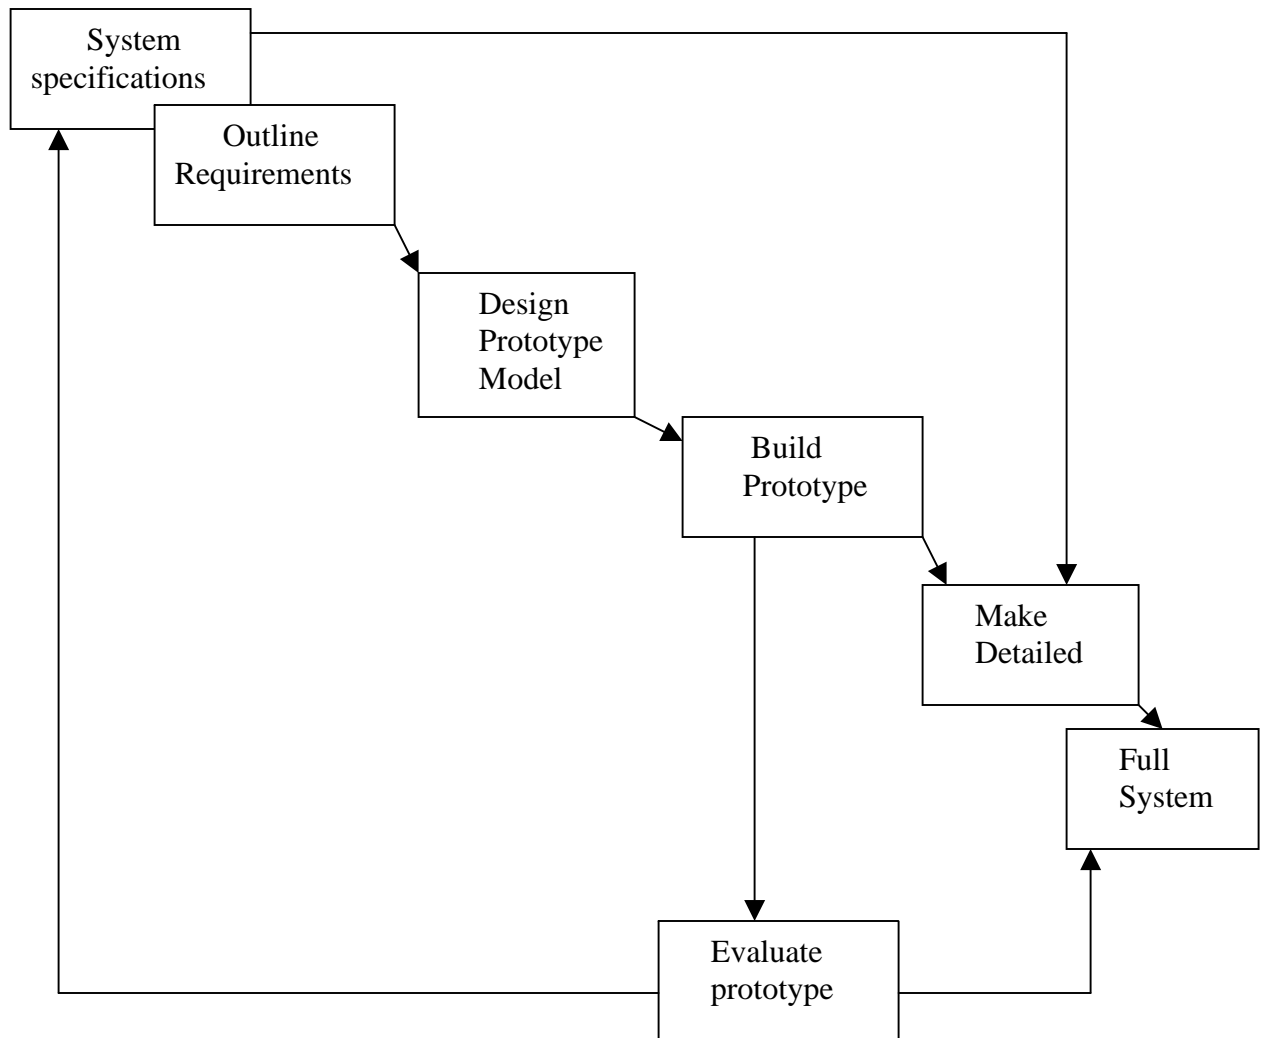 System
specifications
Outline
Requirements
Design
Prototype
Model
Build
Prototype
Make
Detailed
Full
System
Evaluate
prototype